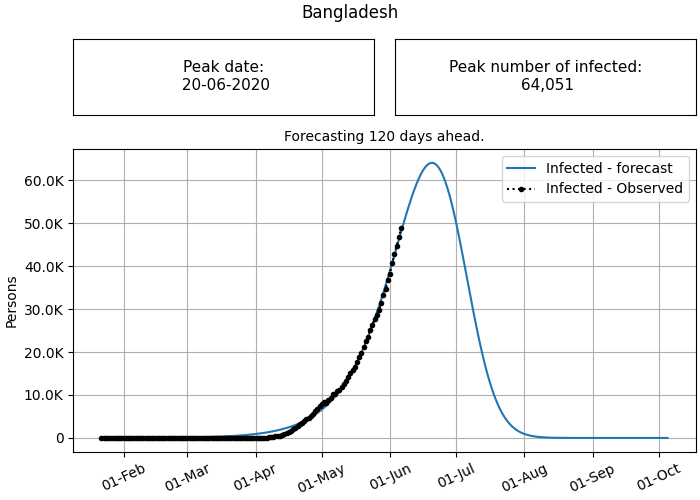 Bangladesh
Peak date:
20-06-2020
Peak number of infected:
64,051
Forecasting 120 days ahead.
Infected - forecast
Infected - Observed
Persons
60.0K
50.0K
40.0K
30.0K
20.0K
10.0K
0
01-Feb
01-Mar
01-Apr
01-May
01-Jun
01-Jul
01-Aug
01-Sep
01-Oct